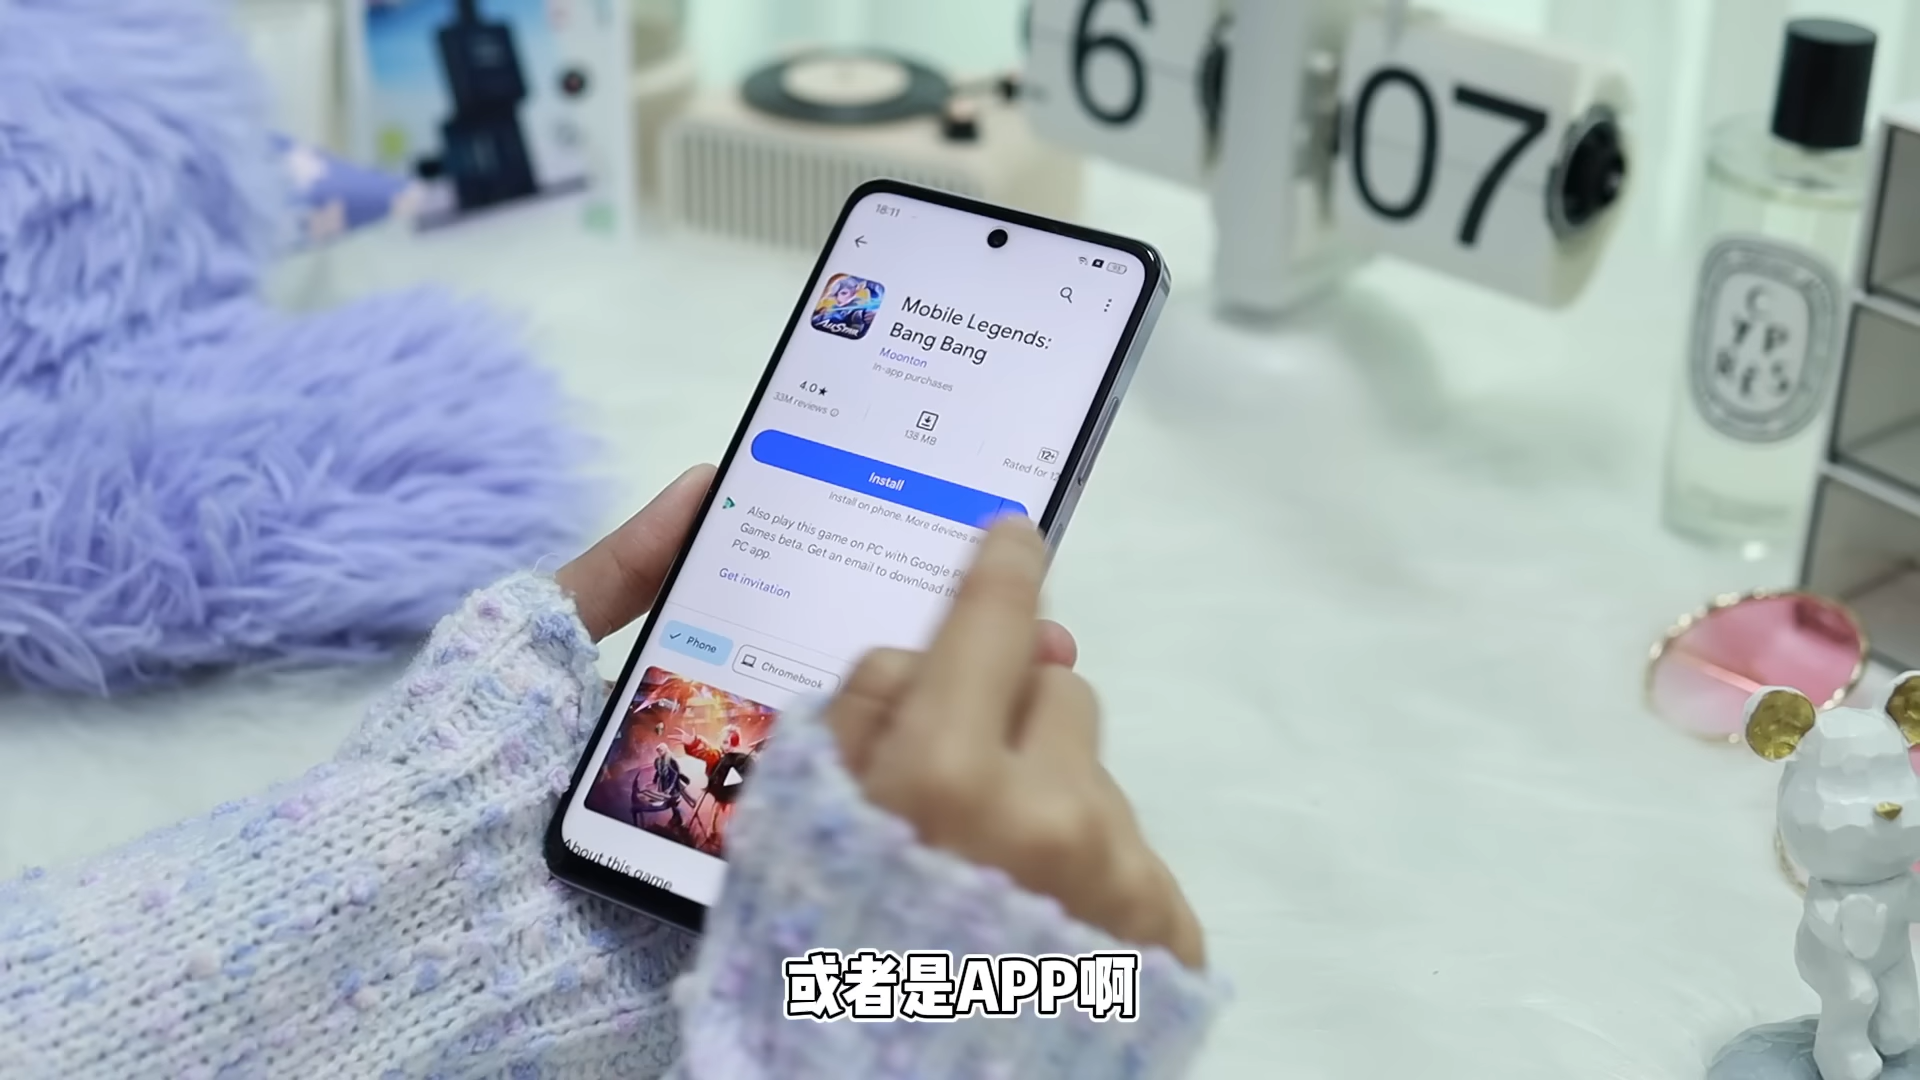 6 07
18:11
Mobile Legends:
Bang Bang
Moonton
In-app purchases
ALLSTAR
4.0★
33M reviews
138 MB
12+
Rated for 12
Install
Install on phone. More devices av
Also play this game on PC with Google Pl
Games beta. Get an email to download th
PC app.
Get invitation
Phone
Chromebook
About this game
CYPRES
或者是APP啊